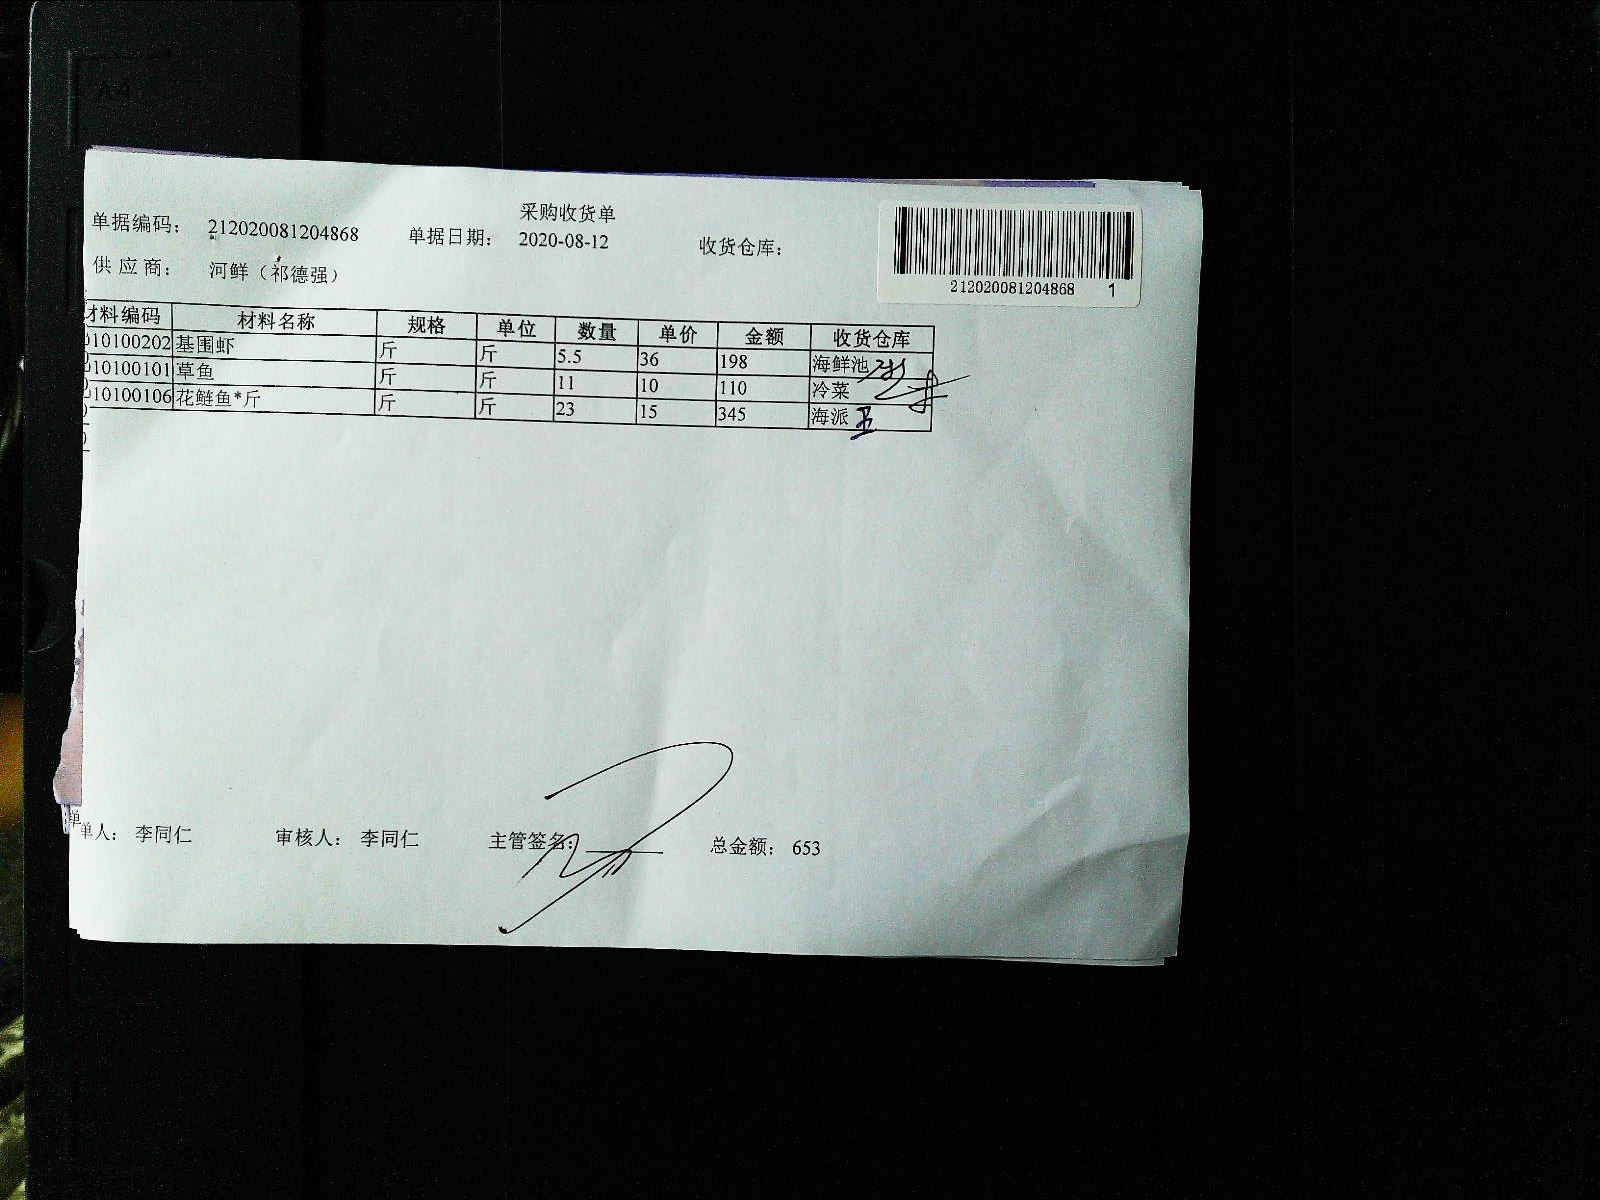 采购收货单
单据编码： 212020081204868 单据日期： 2020-08-12 收货仓库：
212020081204868 1
供应商： 河鲜（祁德强）
材料编码 材料名称 规格 单位 数量 单价 金额 收货仓库
10100202 基围虾 斤 斤 5.5 36 198 海鲜池
10100101 草鱼 斤 斤 11 10 110 冷菜
10100106 花鲢鱼*斤 斤 斤 23 15 345 海派
单人： 李同仁 审核人： 李同仁 主管签名： 总金额： 653